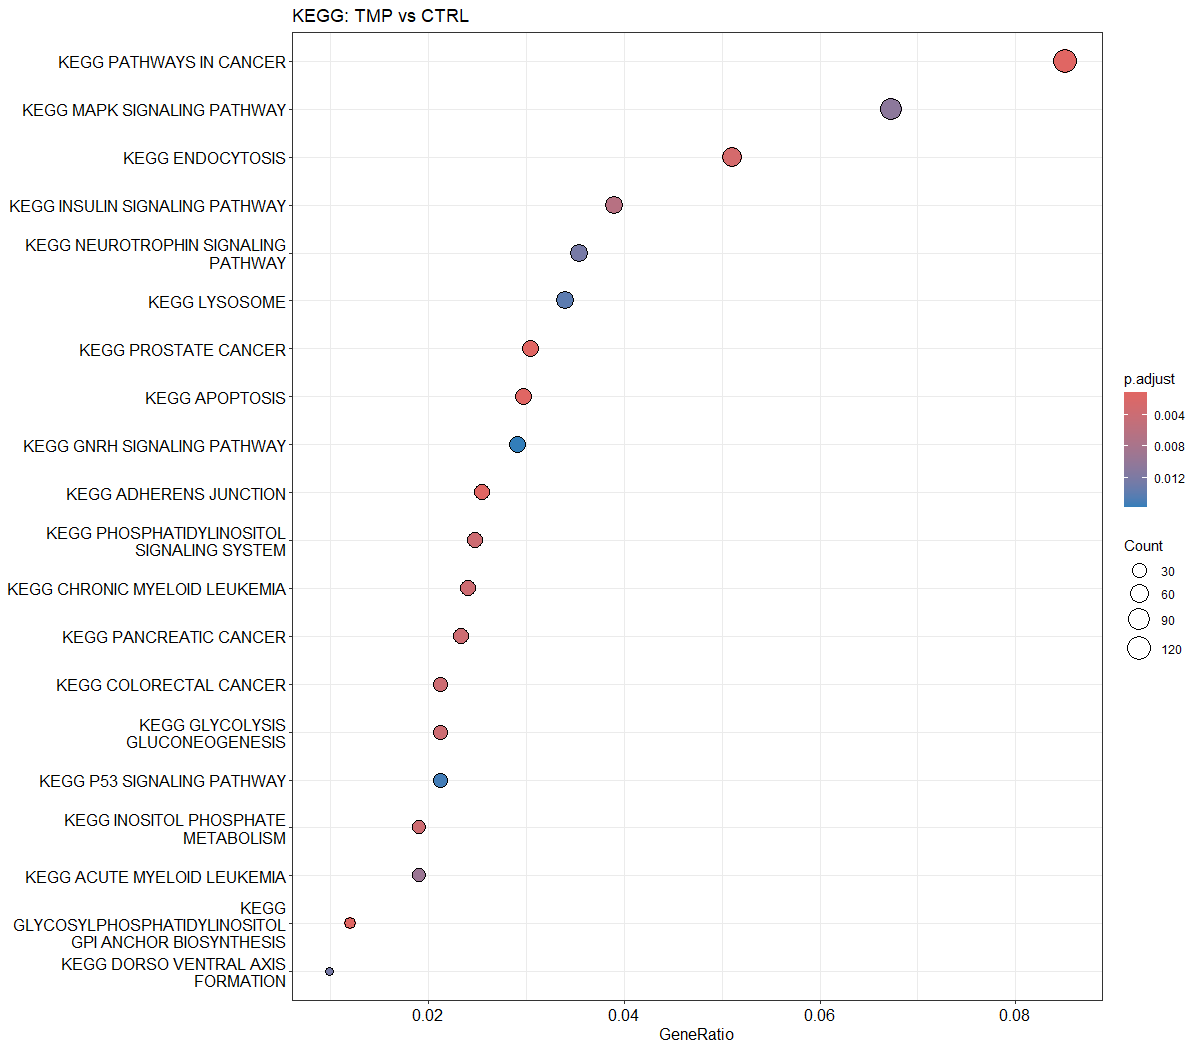 KEGG: TMP vs CTRL
KEGG PATHWAYS IN CANCER
KEGG MAPK SIGNALING PATHWAY
KEGG ENDOCYTOSIS
KEGG INSULIN SIGNALING PATHWAY
KEGG NEUROTROPHIN SIGNALING
PATHWAY
KEGG LYSOSOME
KEGG PROSTATE CANCER
KEGG APOPTOSIS
KEGG GNRH SIGNALING PATHWAY
KEGG ADHERENS JUNCTION
KEGG PHOSPHATIDYLINOSITOL
SIGNALING SYSTEM
KEGG CHRONIC MYELOID LEUKEMIA
KEGG PANCREATIC CANCER
KEGG COLORECTAL CANCER
KEGG GLYCOLYSIS
GLUCONEOGENESIS
KEGG P53 SIGNALING PATHWAY
KEGG INOSITOL PHOSPHATE
METABOLISM
KEGG ACUTE MYELOID LEUKEMIA
KEGG
GLYCOSYLPHOSPHATIDYLINOSITOL
GPI ANCHOR BIOSYNTHESIS
KEGG DORSO VENTRAL AXIS
FORMATION
0.02 0.04 0.06 0.08
GeneRatio
p.adjust
0.004
0.008
0.012
Count
30
60
90
120